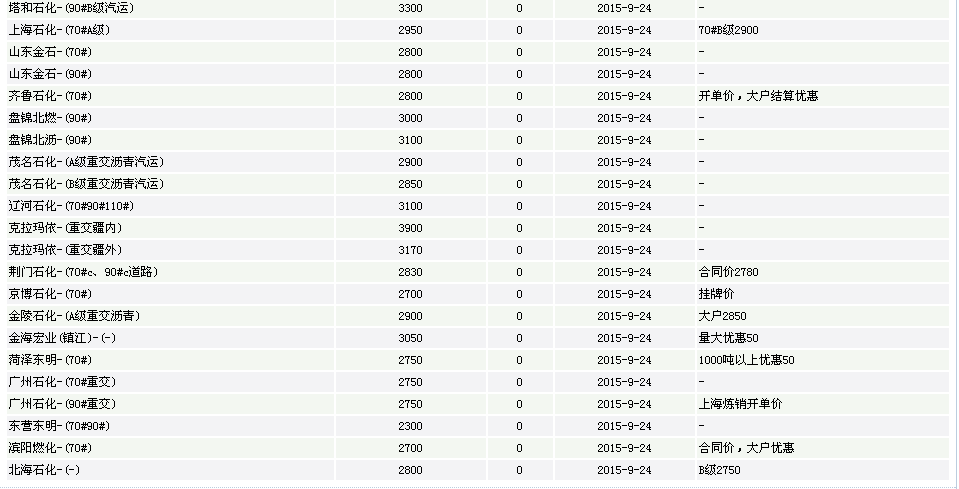 塔和石化-(90#B级汽运) 3300 0 2015-9-24 -
上海石化-(70#A级) 2950 0 2015-9-24 70#B级2900
山东金石-(70#) 2800 0 2015-9-24 -
山东金石-(90#) 2800 0 2015-9-24 -
齐鲁石化-(70#) 2800 0 2015-9-24 开单价，大户结算优惠
盘锦北燃-(90#) 3000 0 2015-9-24 -
盘锦北沥-(90#) 3100 0 2015-9-24 -
茂名石化-(A级重交沥青汽运) 2900 0 2015-9-24 -
茂名石化-(B级重交沥青汽运) 2850 0 2015-9-24 -
辽河石化-(70#90#110#) 3100 0 2015-9-24 -
克拉玛依-(重交疆内) 3900 0 2015-9-24 -
克拉玛依-(重交疆外) 3170 0 2015-9-24 -
荆门石化-(70#c、90#c道路) 2830 0 2015-9-24 合同价2780
京博石化-(70#) 2700 0 2015-9-24 挂牌价
金陵石化-(A级重交沥青) 2900 0 2015-9-24 大户2850
金海宏业(镇江)-(-) 3050 0 2015-9-24 量大优惠50
菏泽东明-(70#) 2750 0 2015-9-24 1000吨以上优惠50
广州石化-(70#重交) 2750 0 2015-9-24 -
广州石化-(90#重交) 2750 0 2015-9-24 上海炼销开单价
东营东明-(70#90#) 2300 0 2015-9-24 -
滨阳燃化-(70#) 2700 0 2015-9-24 合同价，大户优惠
北海石化-(-) 2800 0 2015-9-24 B级2750